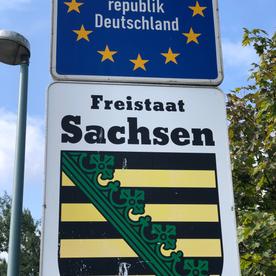 republik
Deutschland
Freistaat
Sachsen